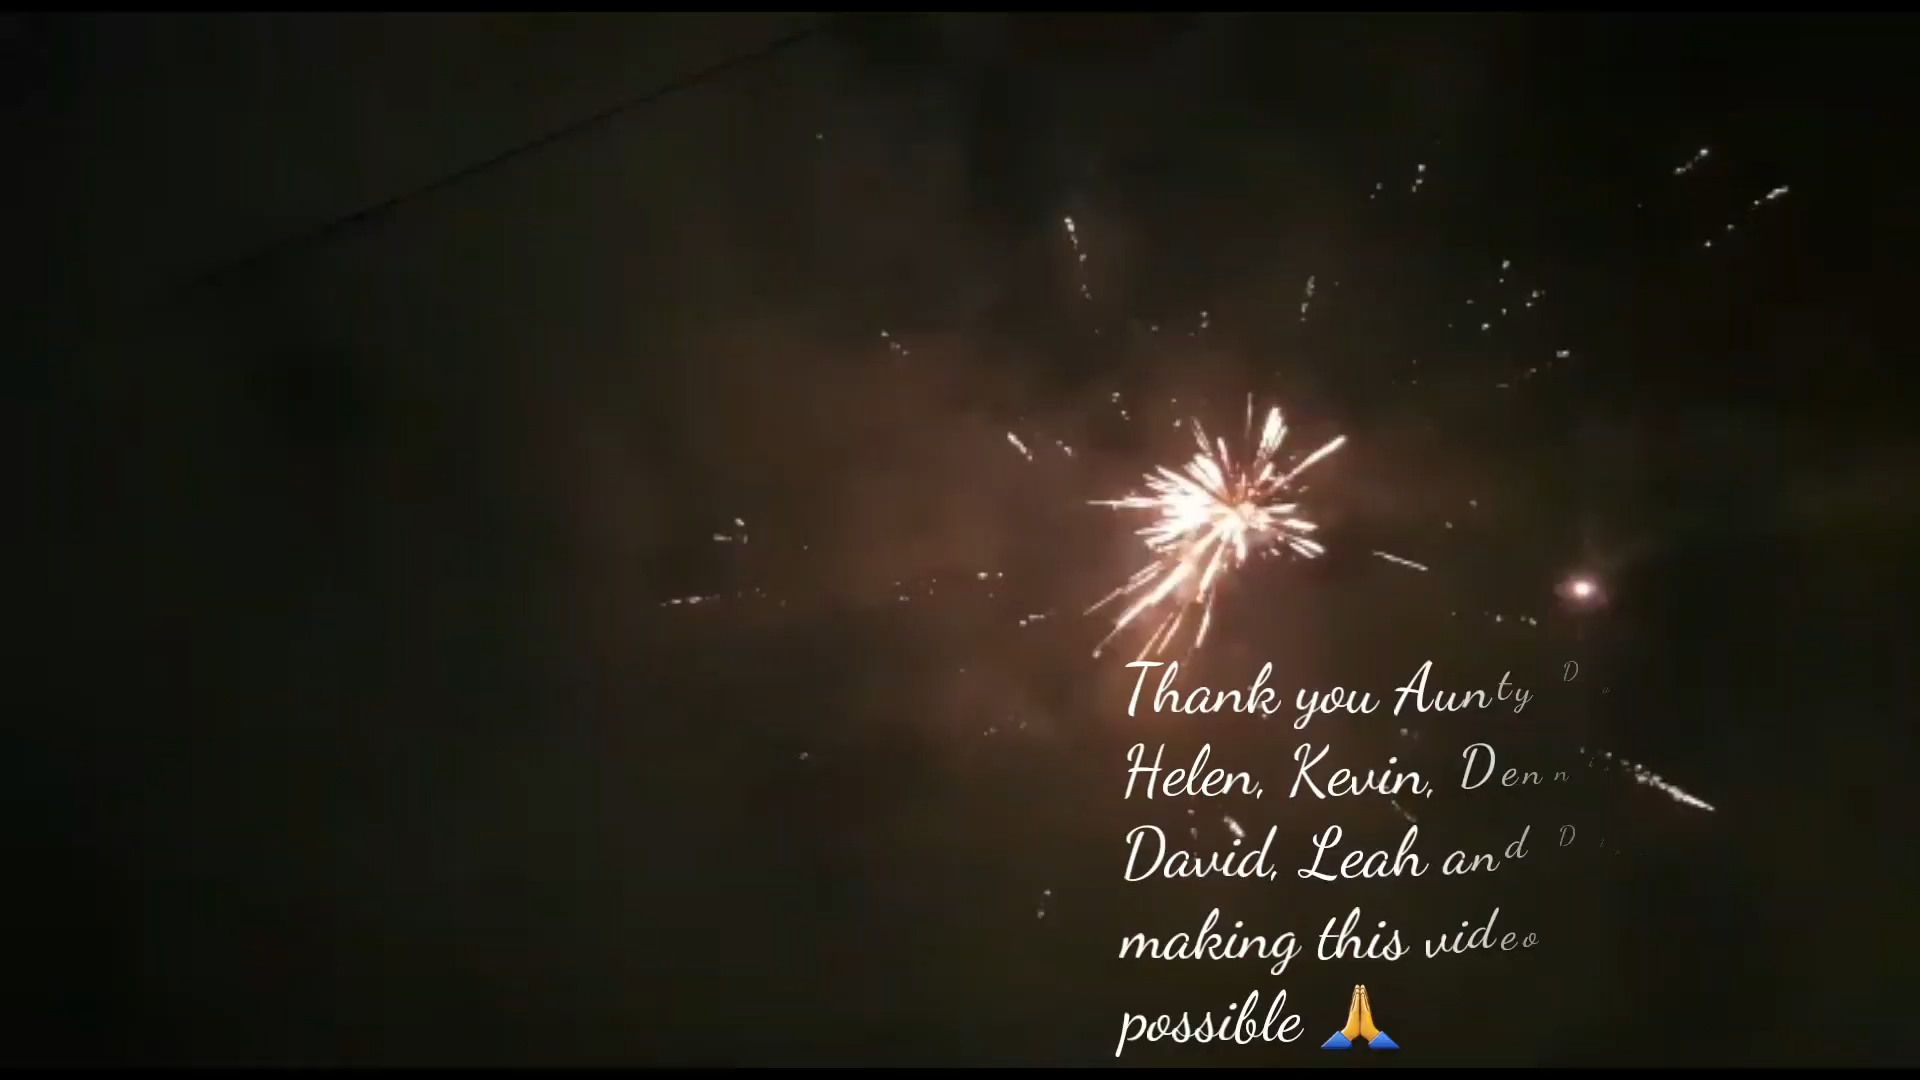 Thank you Aunty
Helen, Kevin,
David, Leah and
making this video
possible 🙏